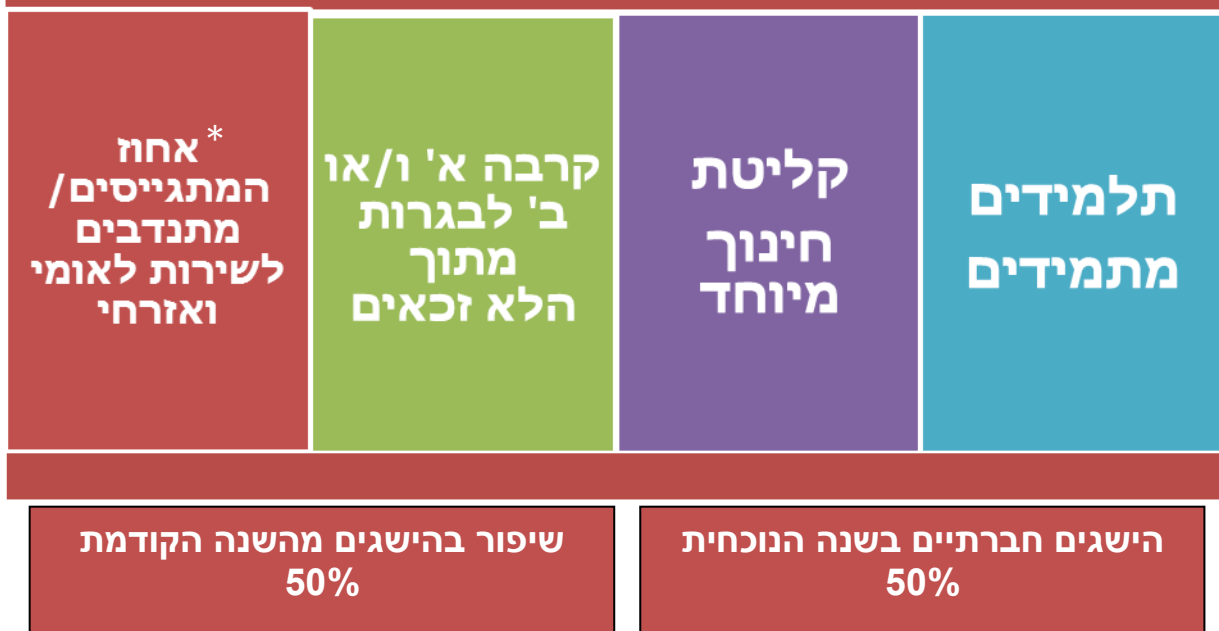 תלמידים
מתמידים
קליטת
חינוך
מיוחד
קרבה א' ו/או
ב' לבגרות
מתוך
הלא זכאים
*אחוז
המתגייסים/
מתנדבים
לשירות לאומי
ואזרחי
הישגים חברתיים בשנה הנוכחית
50%
שיפור בהישגים מהשנה הקודמת
50%